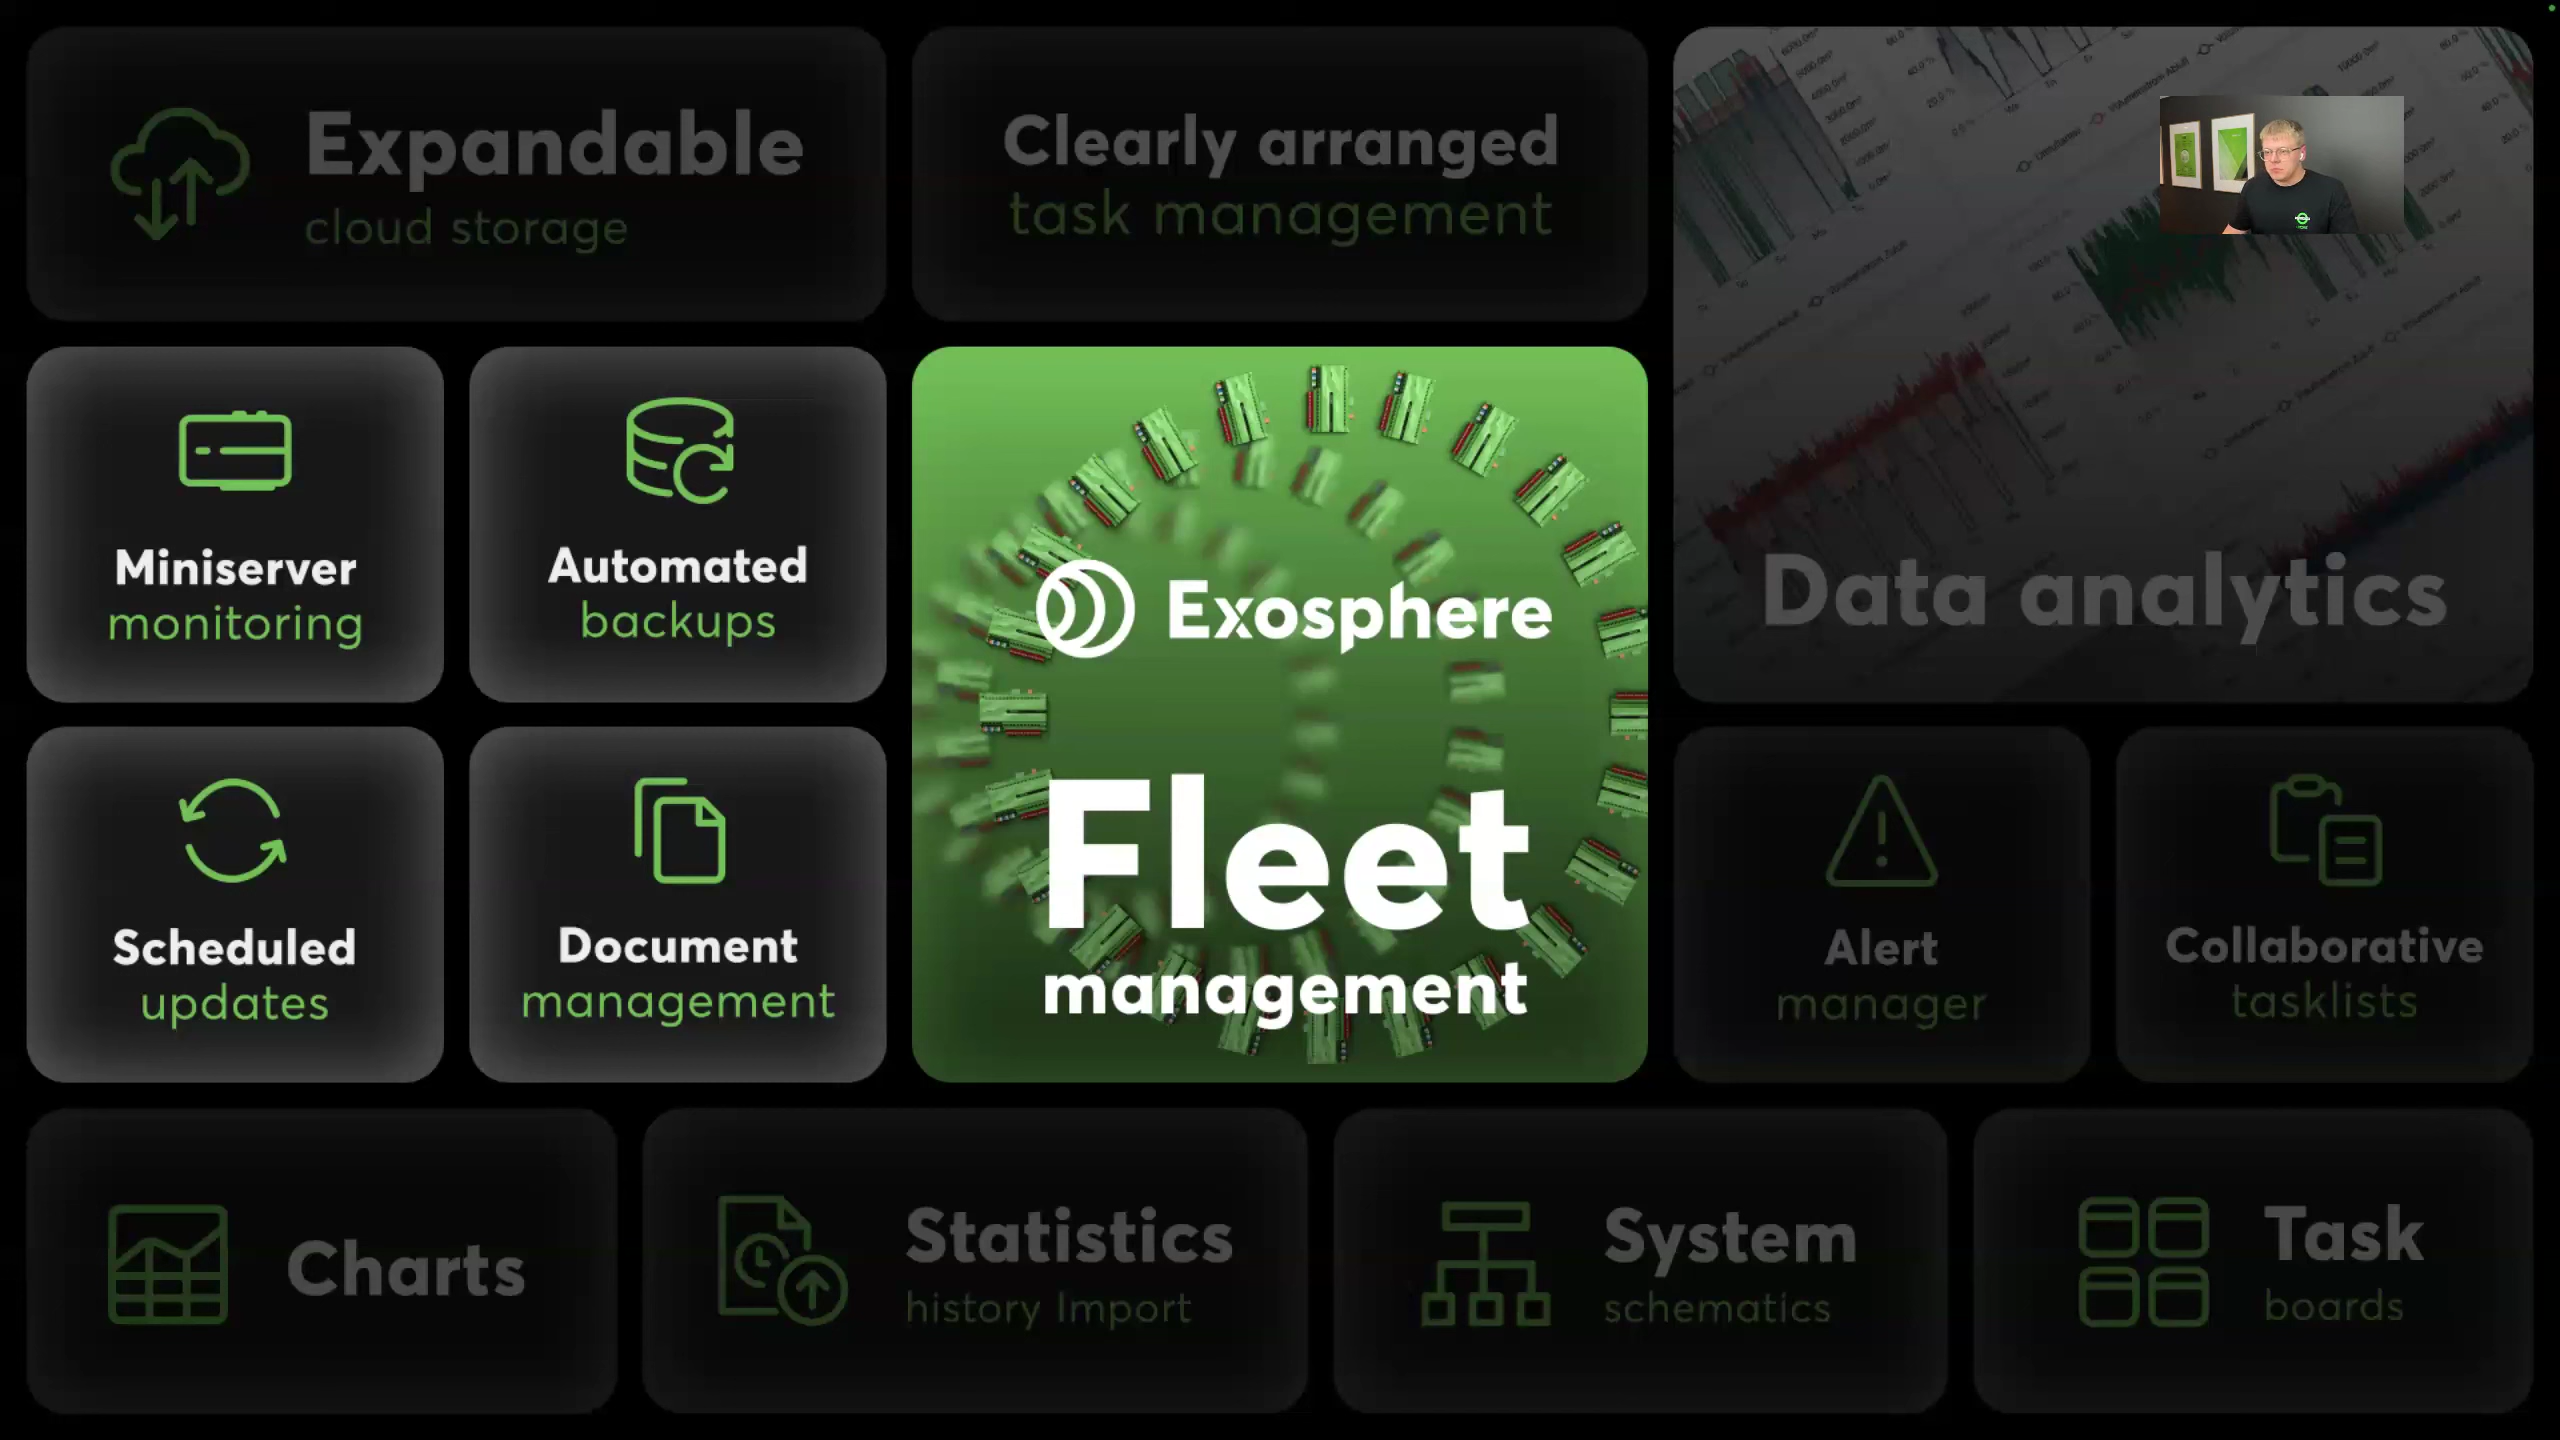 Expandable
cloud storage
Clearly arranged
task management
Miniserver
monitoring
Automated
backups
Exosphere
Fleet
management
Data analytics
Scheduled
updates
Document
management
Alert
manager
Collaborative
tasklists
Charts
Statistics
history Import
System
schematics
Task
boards